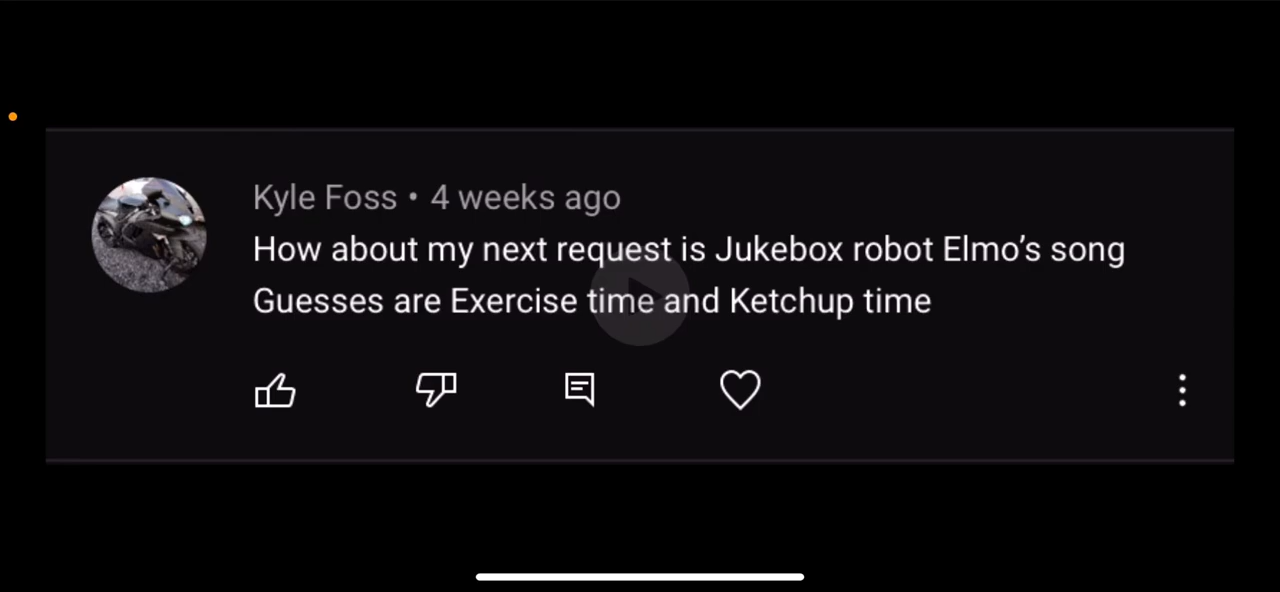 Kyle Foss • 4 weeks ago
How about my next request is Jukebox robot Elmo’s song
Guesses are Exercise time and Ketchup time